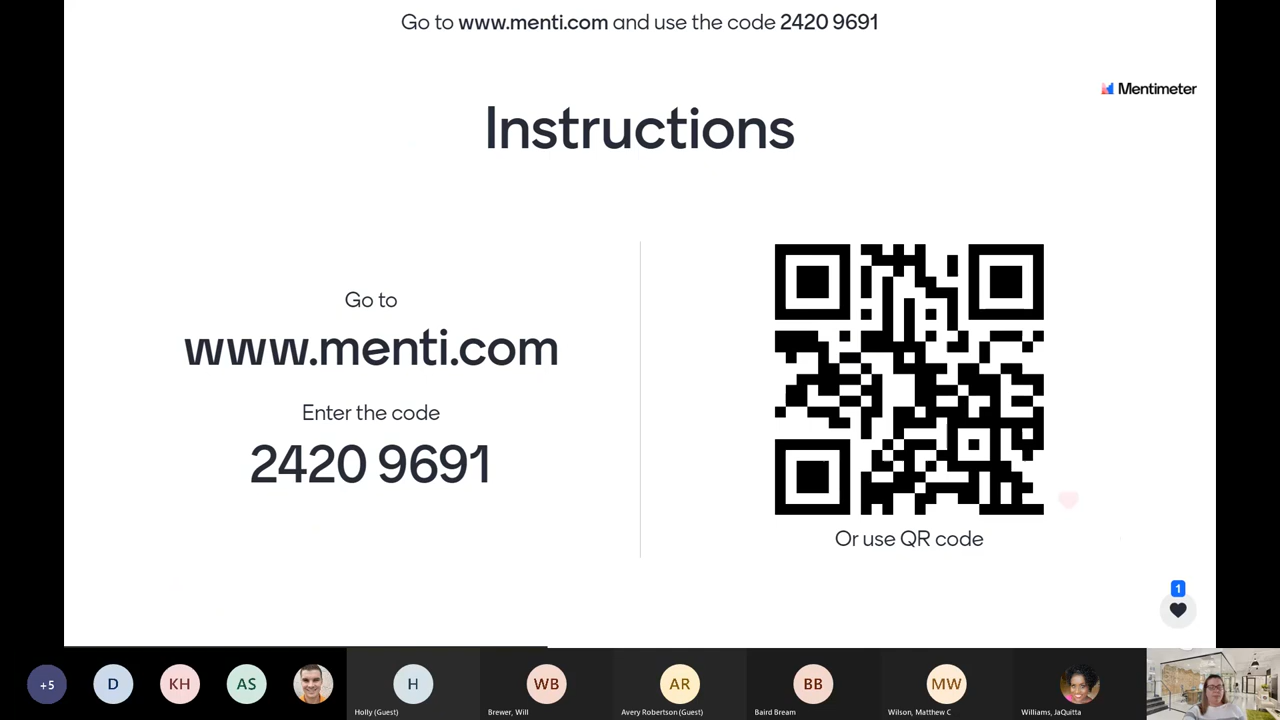 Go to www.menti.com and use the code 2420 9691
Mentimeter
Instructions
Go to
www.menti.com
Enter the code
2420 9691
Or use QR code
1
+5
D
KH
AS
H
WB
AR
BB
MW
Holly (Guest)
Brewer, Will
Avery Robertson (Guest)
Baird Bream
Wilson, Matthew C
Williams, JaQuitta